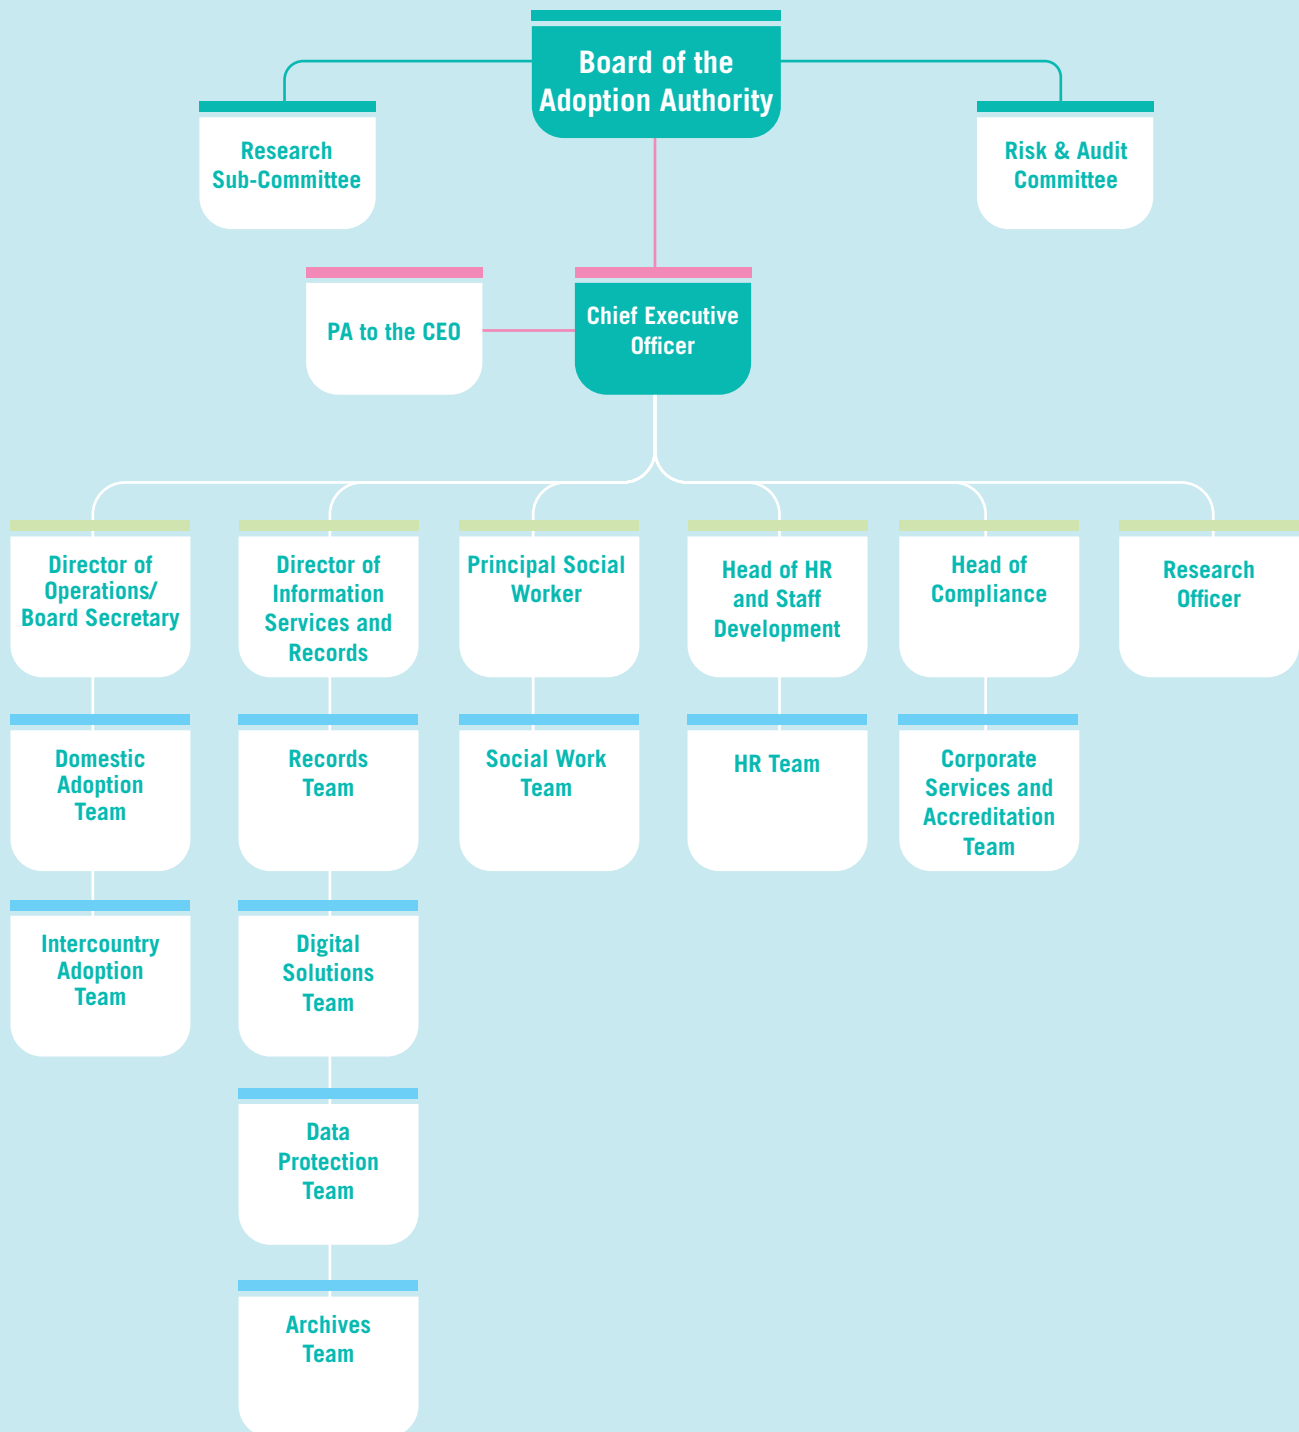 Board of the
Adoption Authority
Research
Sub-Committee
Risk & Audit
Committee
PA to the CEO
Chief Executive
Officer
Director of
Operations/
Board Secretary
Director of
Information
Services and
Records
Principal Social
Worker
Head of HR
and Staff
Development
Head of
Compliance
Research
Officer
Domestic
Adoption
Team
Records
Team
Social Work
Team
HR Team
Corporate
Services and
Accreditation
Team
Intercountry
Adoption
Team
Digital
Solutions
Team
Data
Protection
Team
Archives
Team